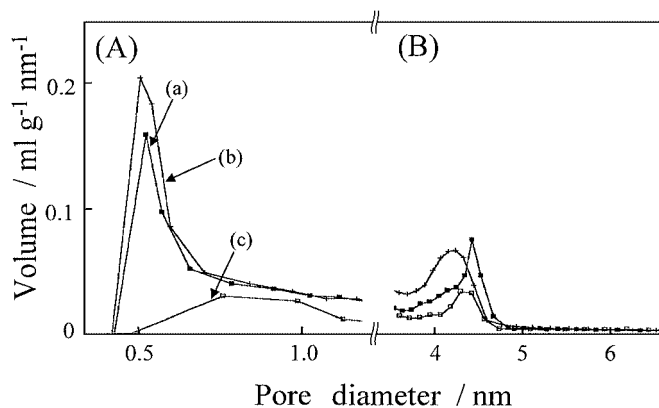 (A)
(B)
Volume / ml g⁻¹ nm⁻¹
0.2
0.1
0
(a)
(b)
(c)
0.5
1.0
4
5
6
Pore diameter / nm